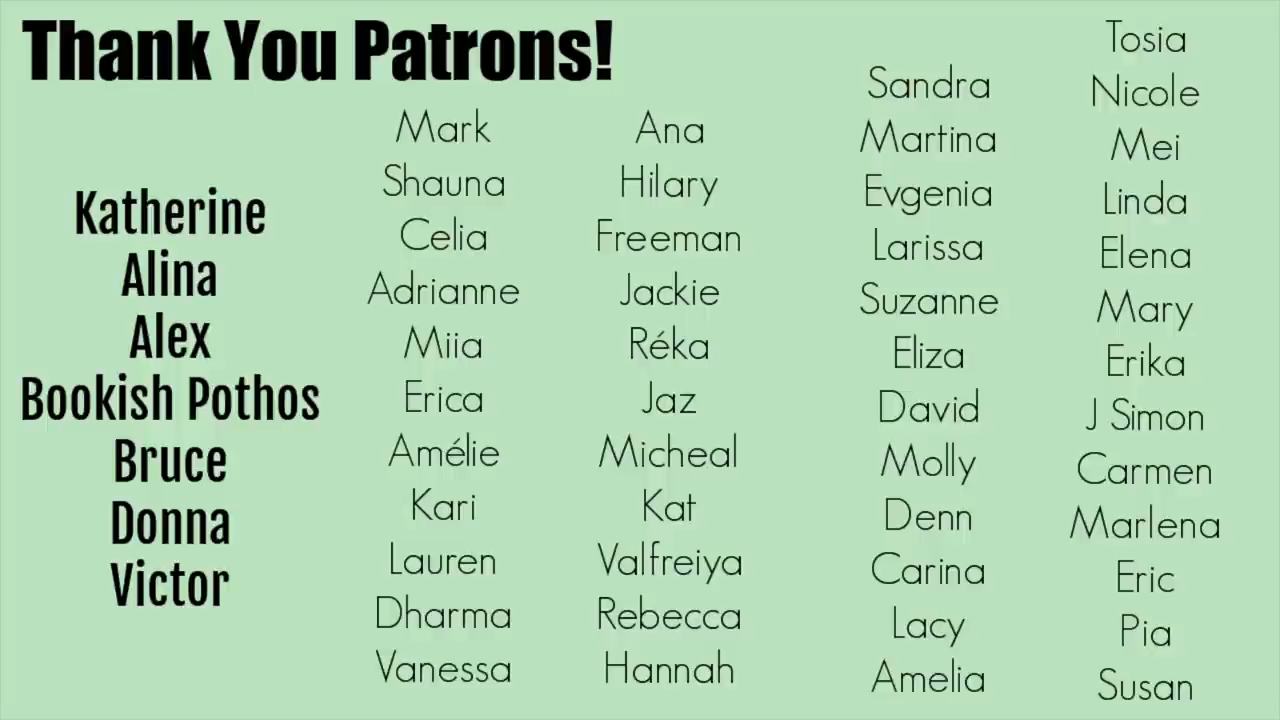 Thank You Patrons!
Katherine
Alina
Alex
Bookish Pothos
Bruce
Donna
Victor
Mark
Shauna
Celia
Adrianne
Miia
Erica
Amélie
Kari
Lauren
Dharma
Vanessa
Ana
Hilary
Freeman
Jackie
Réka
Jaz
Micheal
Kat
Valfreiya
Rebecca
Hannah
Sandra
Martina
Evgenia
Larissa
Suzanne
Eliza
David
Molly
Denn
Carina
Lacy
Amelia
Tosia
Nicole
Mei
Linda
Elena
Mary
Erika
J Simon
Carmen
Marlena
Eric
Pia
Susan